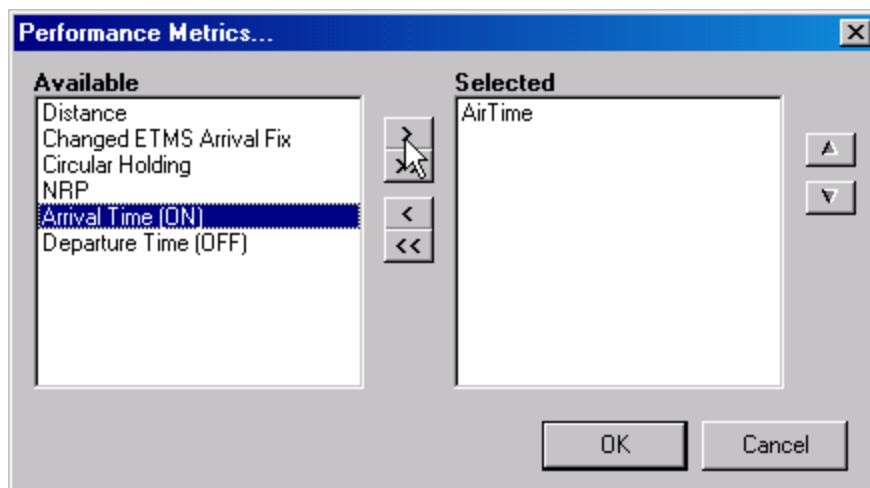 Performance Metrics...
Available
Distance
Changed ETMS Arrival Fix
Circular Holding
NRP
Arrival Time (ON)
Departure Time (OFF)
>
>>
<
<<
Selected
AirTime
OK
Cancel